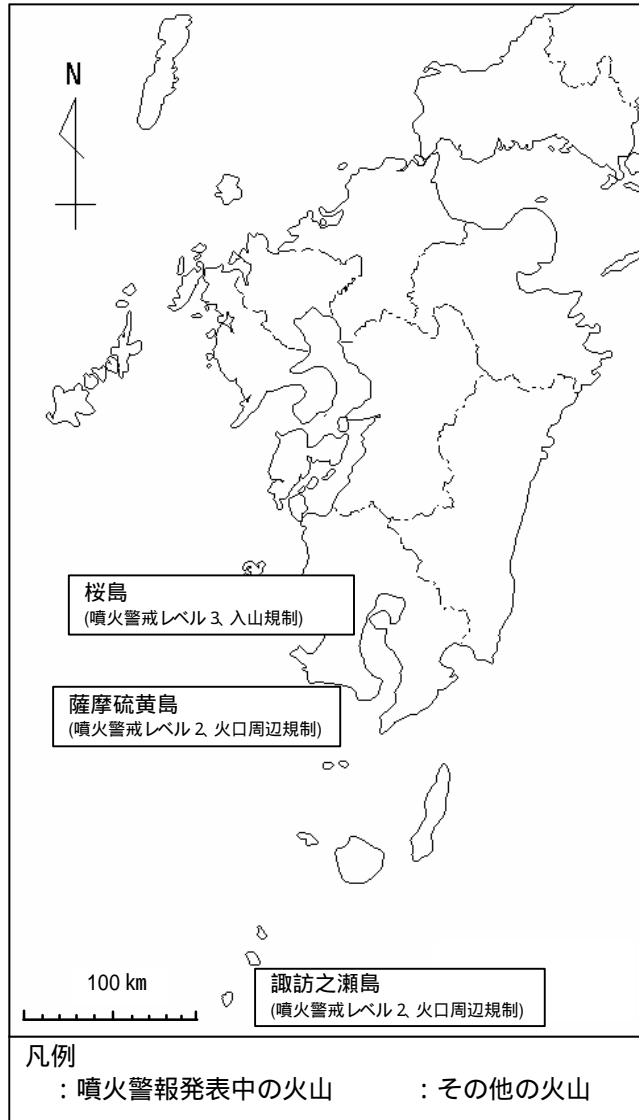 N
桜島
(噴火警戒レベル3、入山規制)
薩摩硫黄島
(噴火警戒レベル2、火口周辺規制)
100 km
諏訪之瀬島
(噴火警戒レベル2、火口周辺規制)
凡例
：噴火警報発表中の火山　：その他の火山